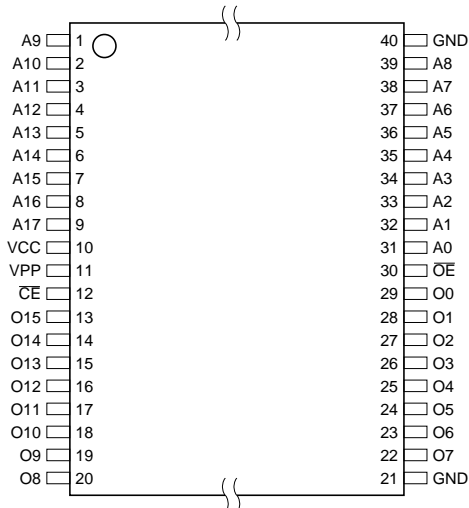 A9 1 40 GND
A10 2 39 A8
A11 3 38 A7
A12 4 37 A6
A13 5 36 A5
A14 6 35 A4
A15 7 34 A3
A16 8 33 A2
A17 9 32 A1
VCC 10 31 A0
VPP 11 30 O̅E̅
C̅E̅ 12 29 O0
O15 13 28 O1
O14 14 27 O2
O13 15 26 O3
O12 16 25 O4
O11 17 24 O5
O10 18 23 O6
O9 19 22 O7
O8 20 21 GND